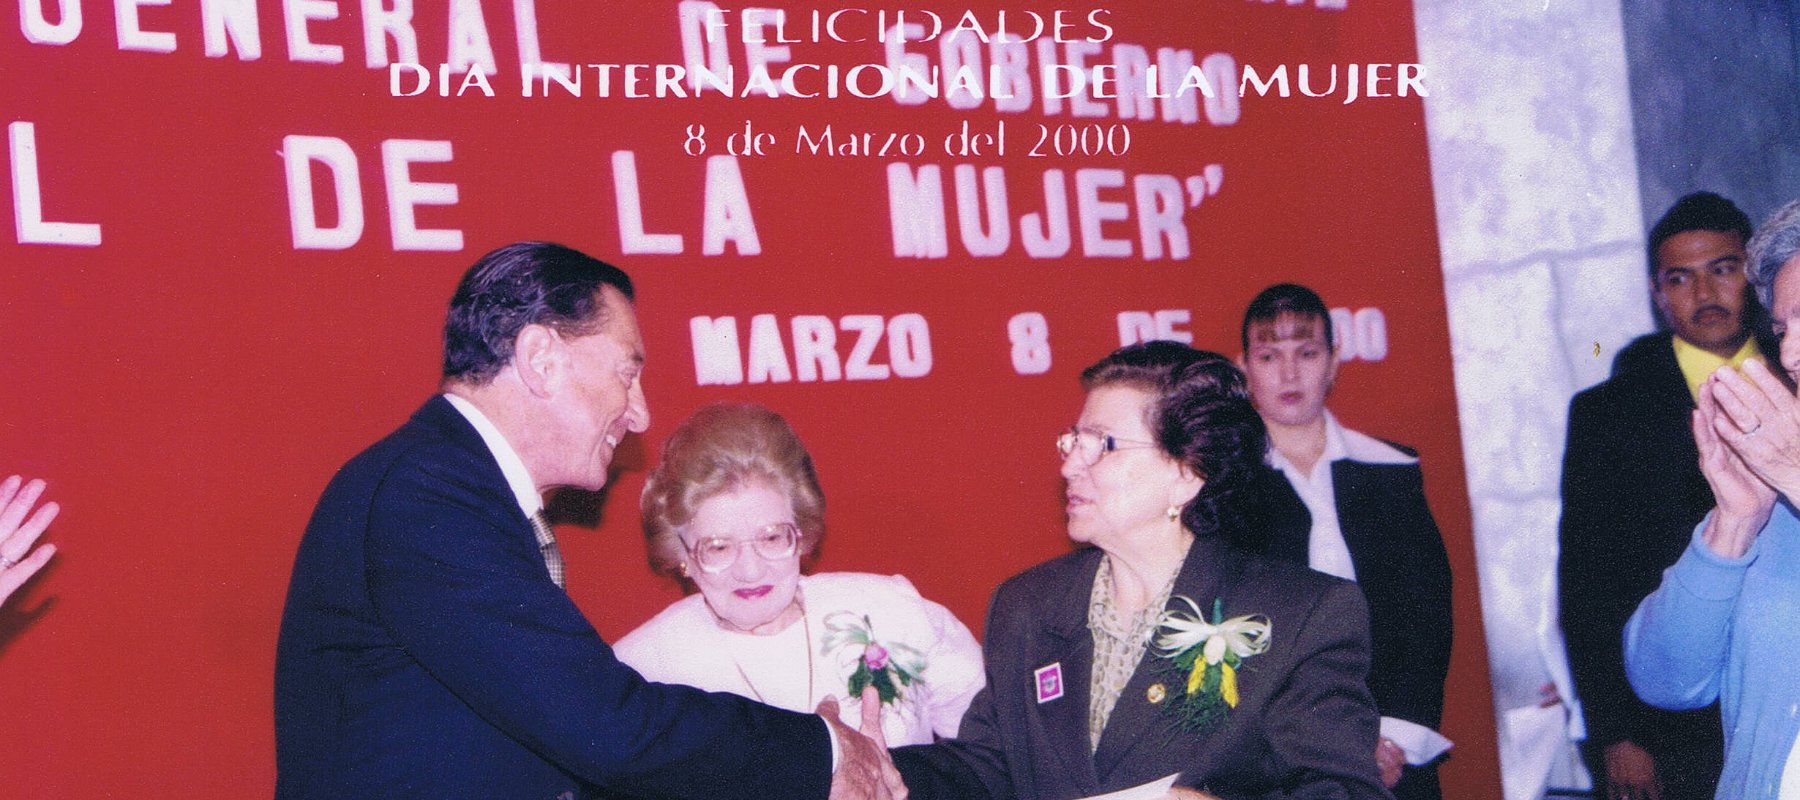 FELICIDADES
DIA INTERNACIONAL DE LA MUJER
8 de Marzo del 2000
GENERAL DE GOBIERNO
L DE LA MUJER”
MARZO 8 DE 00